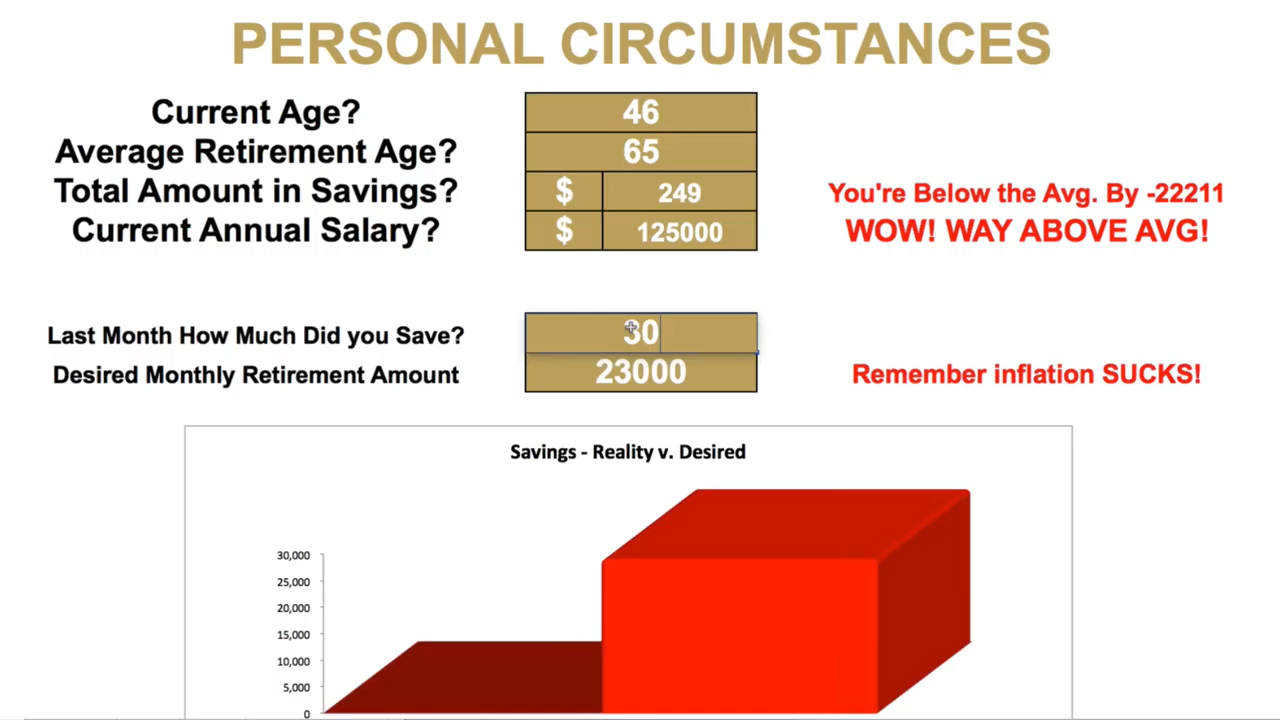 PERSONAL CIRCUMSTANCES
Current Age? 46
Average Retirement Age? 65
Total Amount in Savings? $ 249 You're Below the Avg. By -22211
Current Annual Salary? $ 125000 WOW! WAY ABOVE AVG!
Last Month How Much Did you Save? 30
Desired Monthly Retirement Amount 23000 Remember inflation SUCKS!
Savings - Reality v. Desired
30,000
25,000
20,000
15,000
10,000
5,000
0